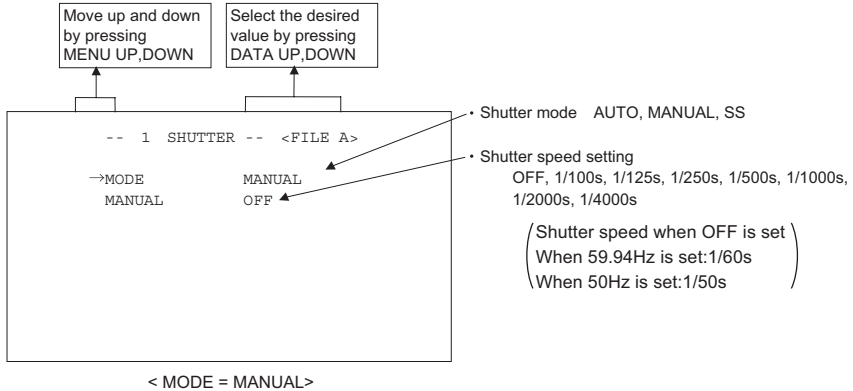 Move up and down
by pressing
MENU UP,DOWN
Select the desired
value by pressing
DATA UP,DOWN
-- 1 SHUTTER -- <FILE A>
→MODE MANUAL
MANUAL OFF
・Shutter mode AUTO, MANUAL, SS
・Shutter speed setting
OFF, 1/100s, 1/125s, 1/250s, 1/500s, 1/1000s,
1/2000s, 1/4000s
Shutter speed when OFF is set
When 59.94Hz is set:1/60s
When 50Hz is set:1/50s
< MODE = MANUAL>